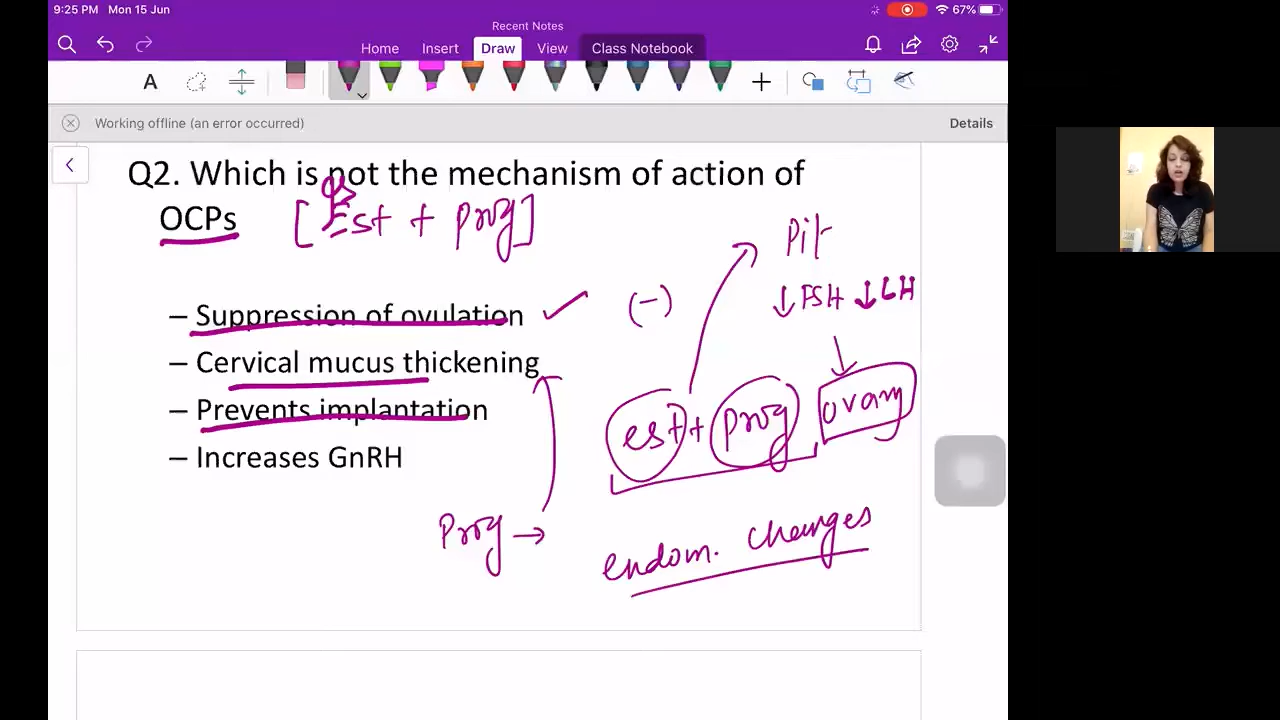 9:25 PM Mon 15 Jun
67%
Recent Notes
Home Insert Draw View Class Notebook
A
Working offline (an error occurred)
Details
Q2. Which is not the mechanism of action of
OCPs [Est + Prog]
Pit
↓FSH ↓LH
– Suppression of ovulation ✓ (-)
– Cervical mucus thickening
– Prevents implantation
est + prog ovary
– Increases GnRH
Prog →
endom. changes